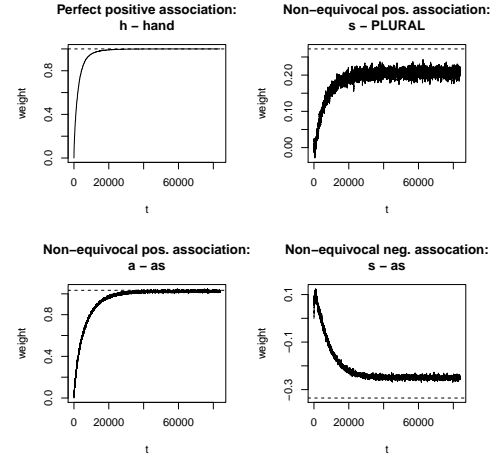 Perfect positive association:
h − hand
weight
0.0
0.4
0.8
0
20000
60000
t
Non−equivocal pos. association:
s − PLURAL
weight
0.00
0.10
0.20
0
20000
60000
t
Non−equivocal pos. association:
a − as
weight
0.0
0.4
0.8
0
20000
60000
t
Non−equivocal neg. assocation:
s − as
weight
−0.3
−0.1
0.1
0
20000
60000
t